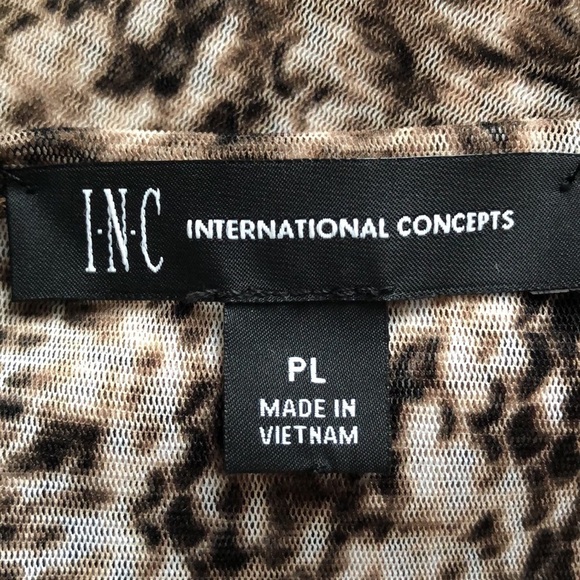 I·N·C INTERNATIONAL CONCEPTS
PL
MADE IN
VIETNAM